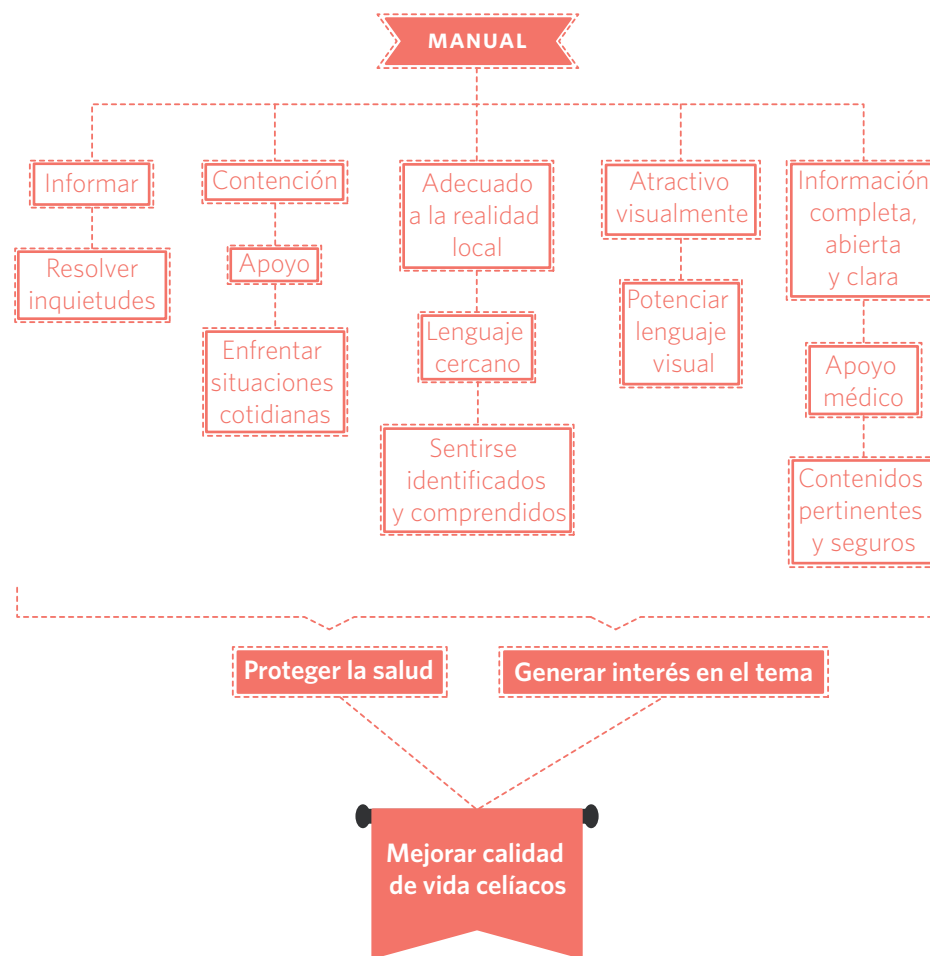 MANUAL
Informar
Resolver
inquietudes
Contención
Apoyo
Enfrentar
situaciones
cotidianas
Adecuado
a la realidad
local
Lenguaje
cercano
Sentirse
identificados
y comprendidos
Atractivo
visualmente
Potenciar
lenguaje
visual
Información
completa,
abierta
y clara
Apoyo
médico
Contenidos
pertinentes
y seguros
Proteger la salud
Generar interés en el tema
Mejorar calidad
de vida celíacos